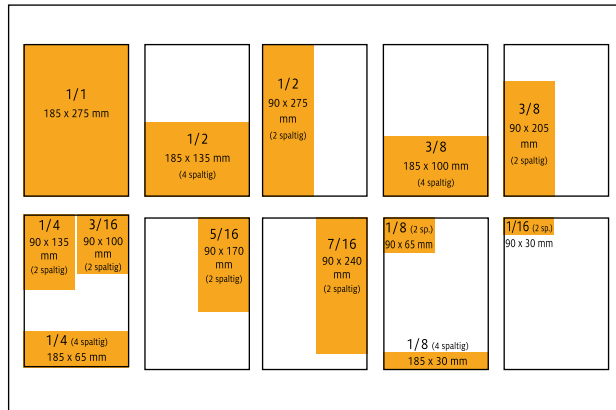 1/1
185 x 275 mm
1/2
185 x 135 mm
(4 spaltig)
1/2
90 x 275
mm
(2 spaltig)
3/8
185 x 100 mm
(4 spaltig)
3/8
90 x 205
mm
(2 spaltig)
1/4
90 x 135
mm
(2 spaltig)
3/16
90 x 100
mm
(2 spaltig)
1/4 (4 spaltig)
185 x 65 mm
5/16
90 x 170
mm
(2 spaltig)
7/16
90 x 240
mm
(2 spaltig)
1/8 (2 sp.)
90 x 65 mm
1/8 (4 spaltig)
185 x 30 mm
1/16 (2 sp.)
90 x 30 mm